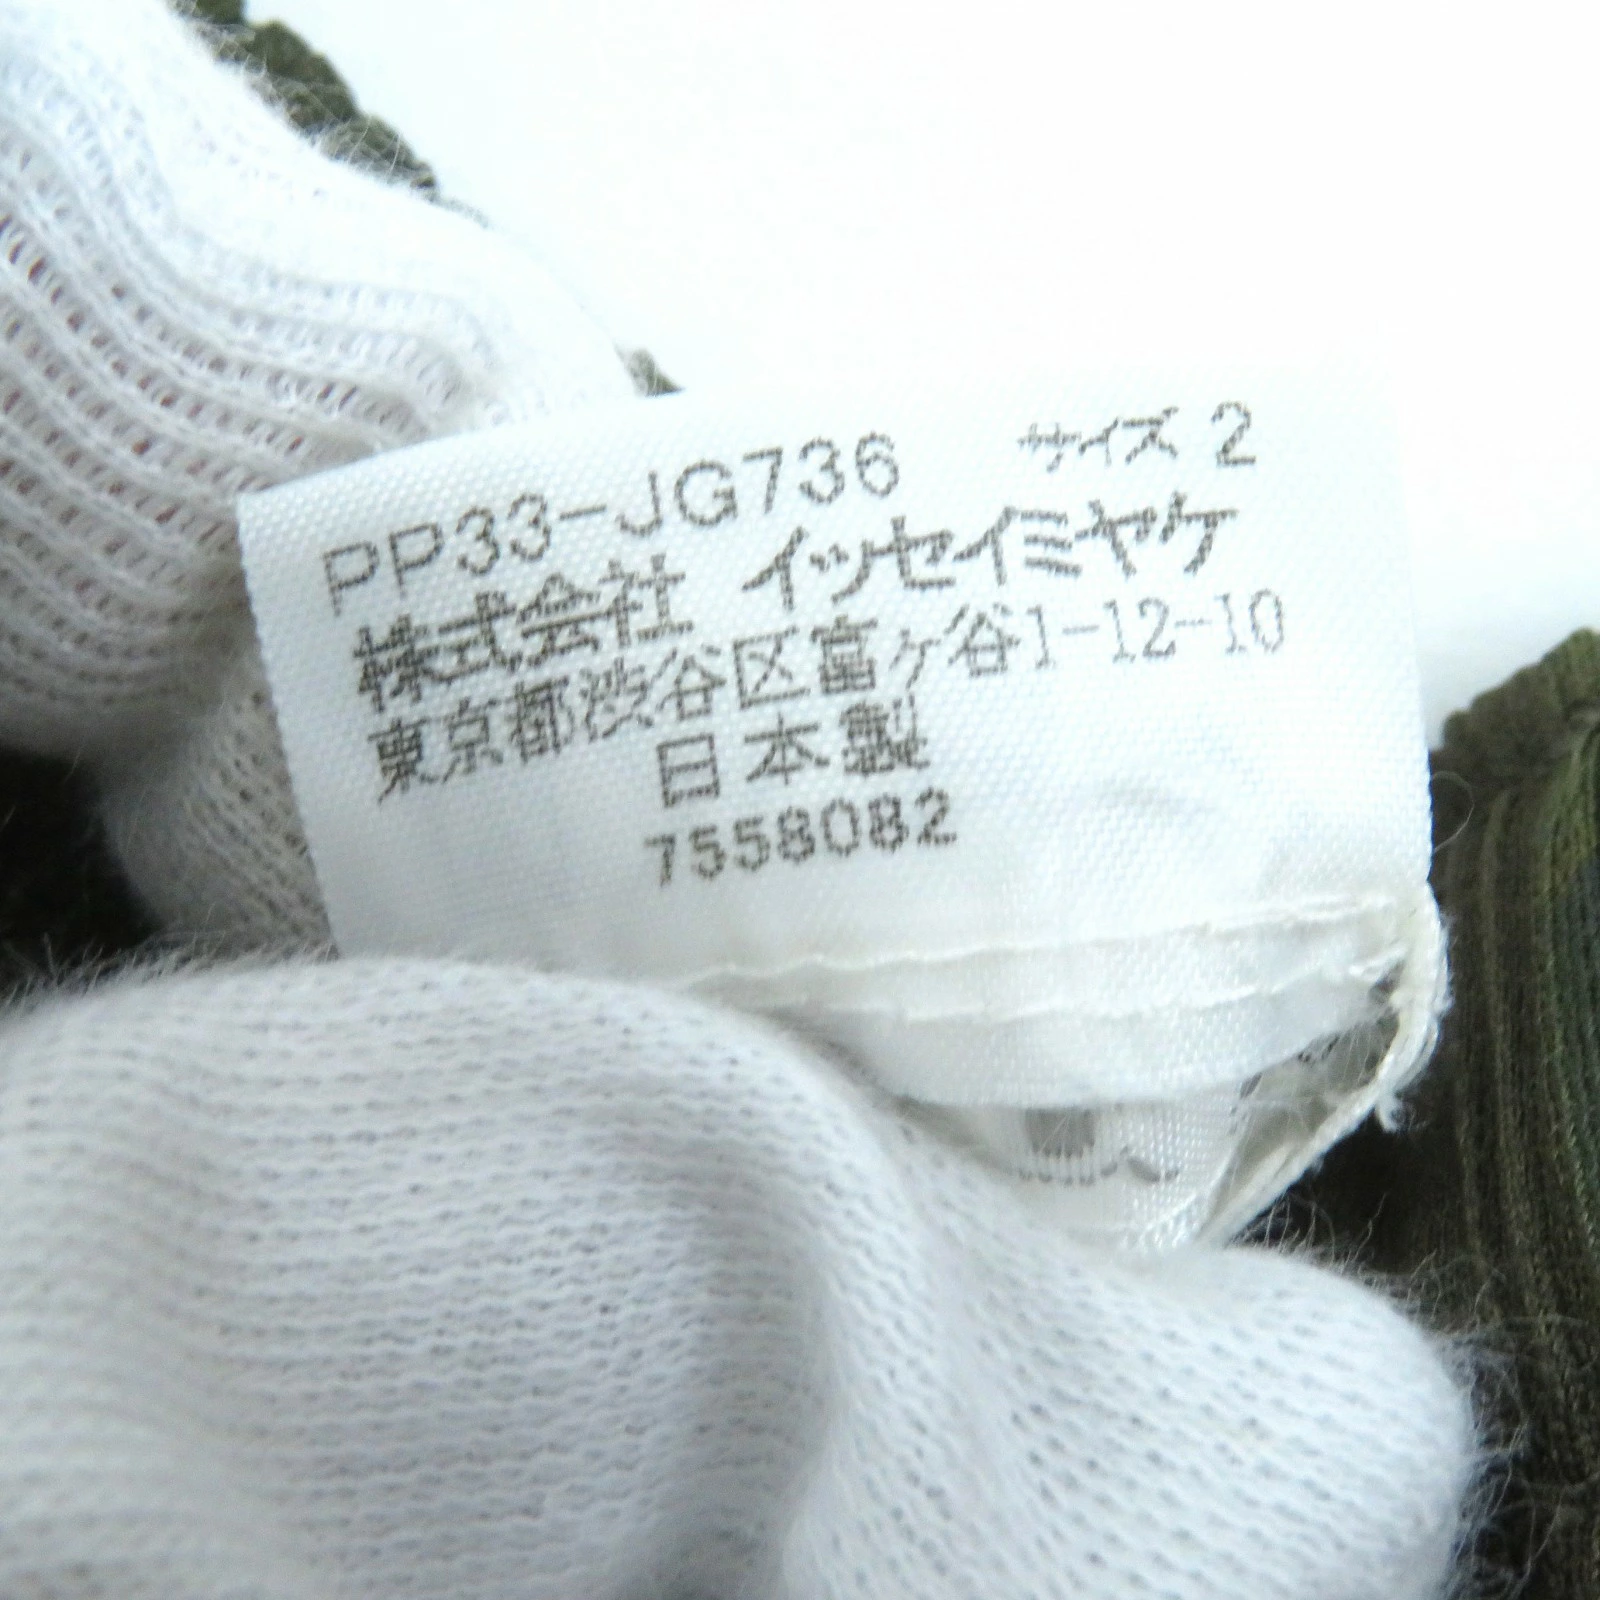 PP33-JG736 サイズ 2
株式会社 イッセイミヤケ
東京都渋谷区富ヶ谷1-12-10
日本製
7558082